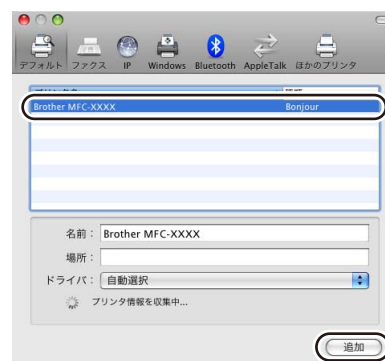 デフォルト ファクス IP Windows Bluetooth AppleTalk ほかのプリンタ
Brother MFC-XXXX Bonjour
名前： Brother MFC-XXXX
場所：
ドライバ： 自動選択
プリンタ情報を収集中...
追加